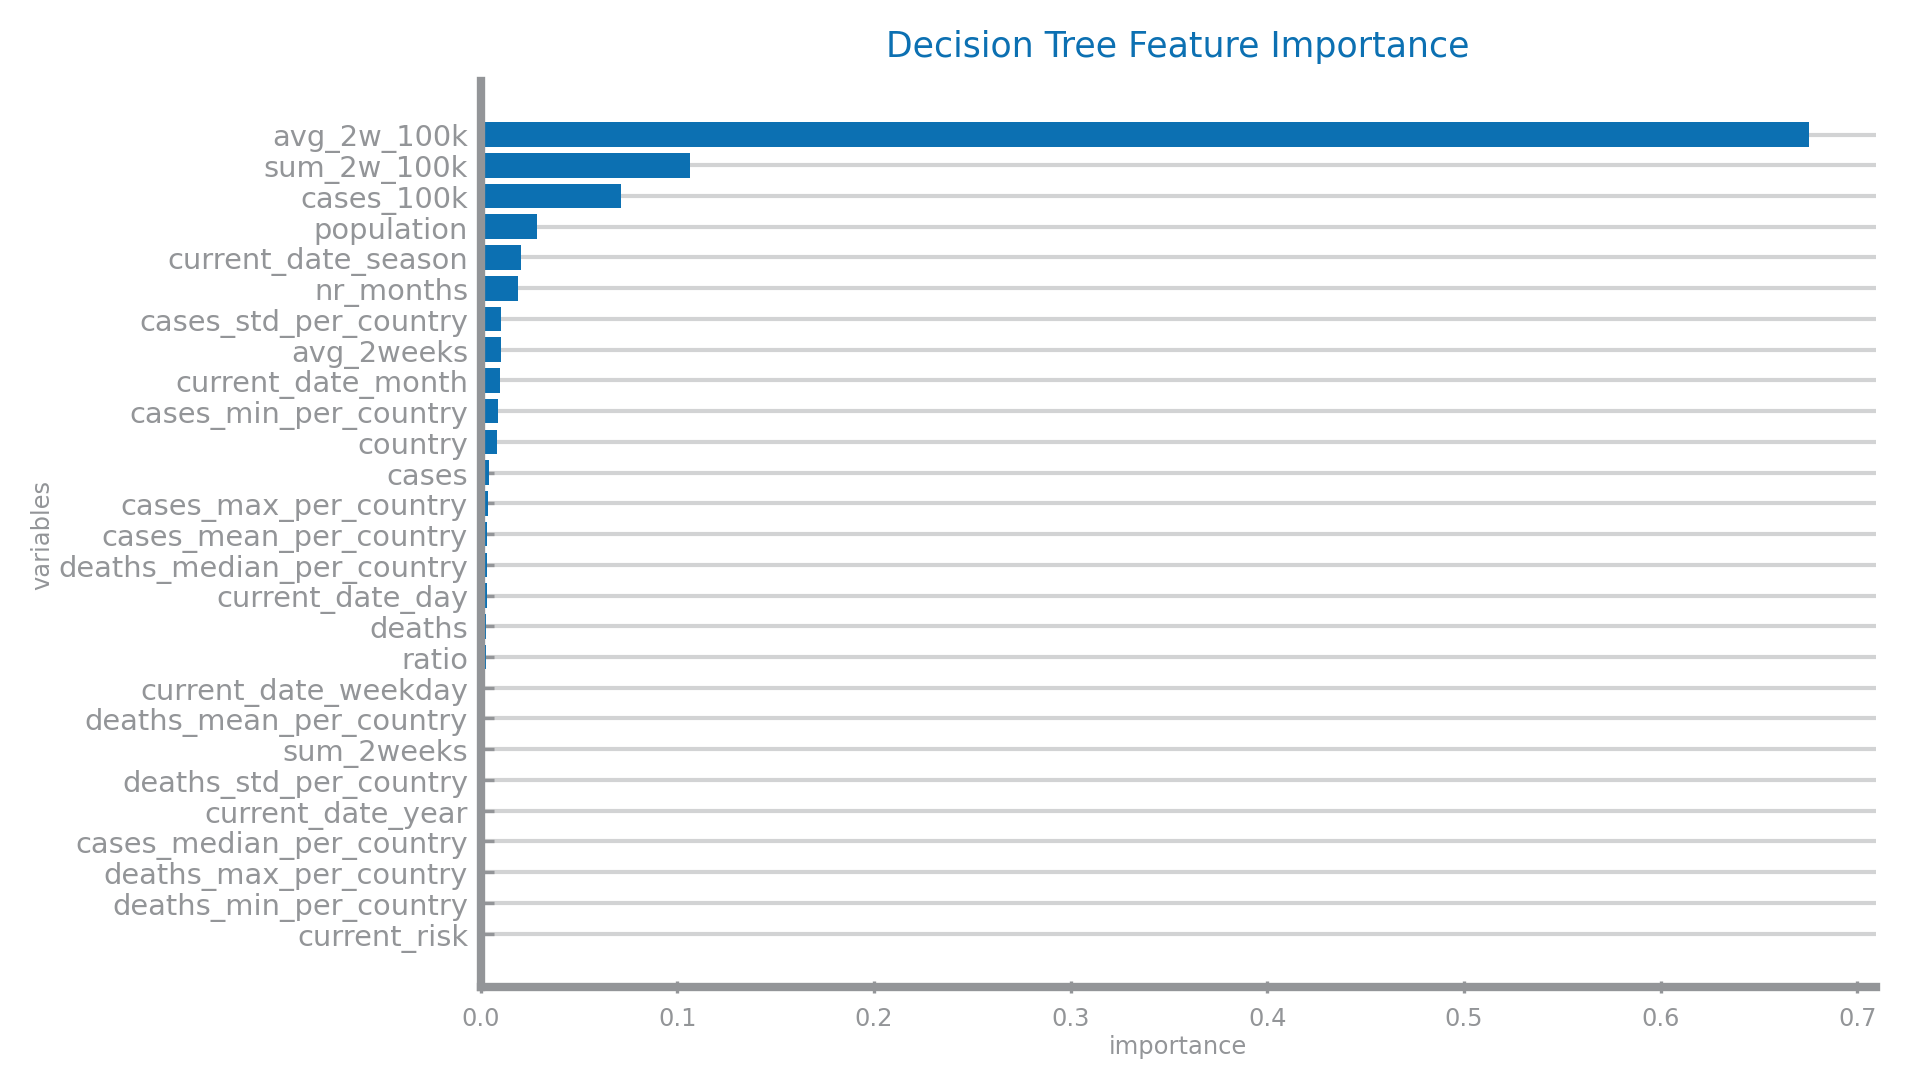 Decision Tree Feature Importance
avg_2w_100k
sum_2w_100k
cases_100k
population
current_date_season
nr_months
cases_std_per_country
avg_2weeks
current_date_month
cases_min_per_country
country
cases
cases_max_per_country
cases_mean_per_country
deaths_median_per_country
current_date_day
deaths
ratio
current_date_weekday
deaths_mean_per_country
sum_2weeks
deaths_std_per_country
current_date_year
cases_median_per_country
deaths_max_per_country
deaths_min_per_country
current_risk
variables
0.0 0.1 0.2 0.3 0.4 0.5 0.6 0.7
importance